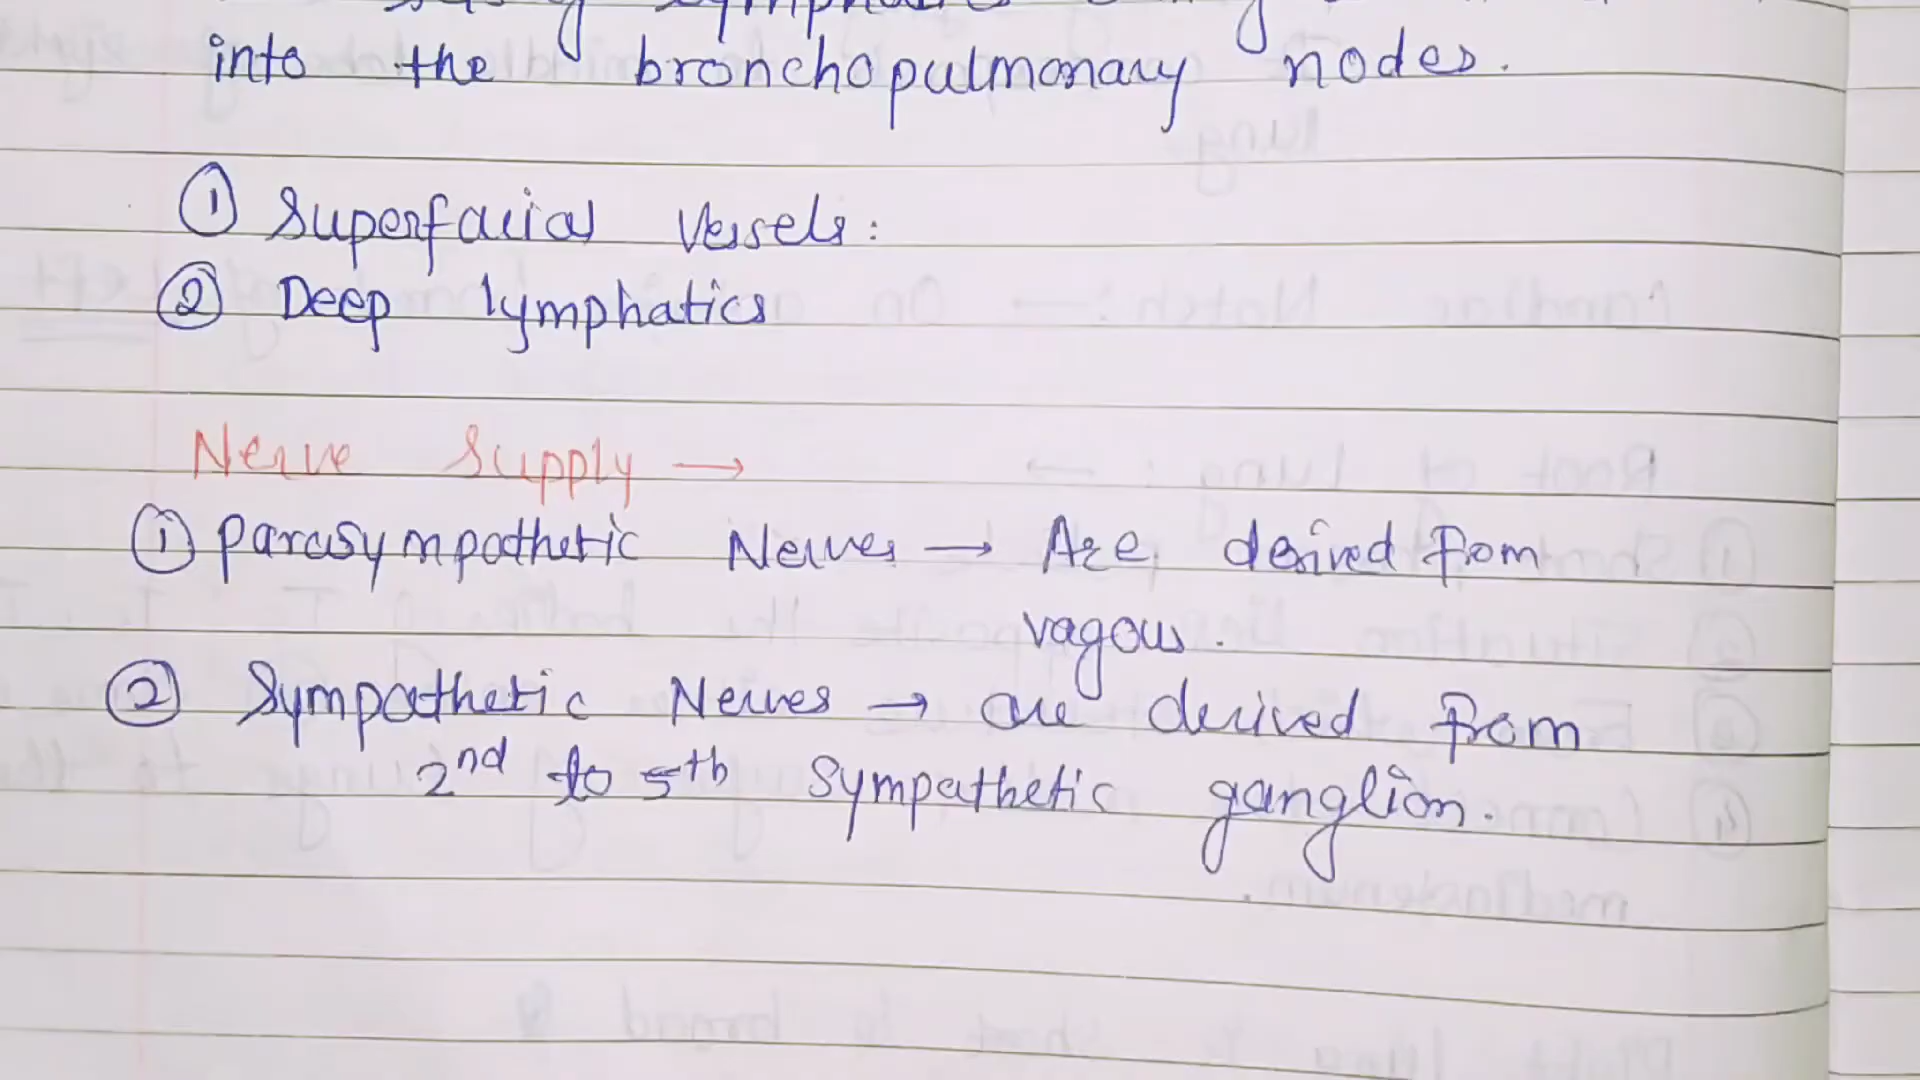 into the bronchopulmonary nodes.
① Superfacial Vessels:
② Deep lymphatics
Nerve Supply →
① Parasympathetic Nerves → Are derived from
vagous.
② Sympathetic Nerves → are derived from
2nd to 5th Sympathetic ganglion.